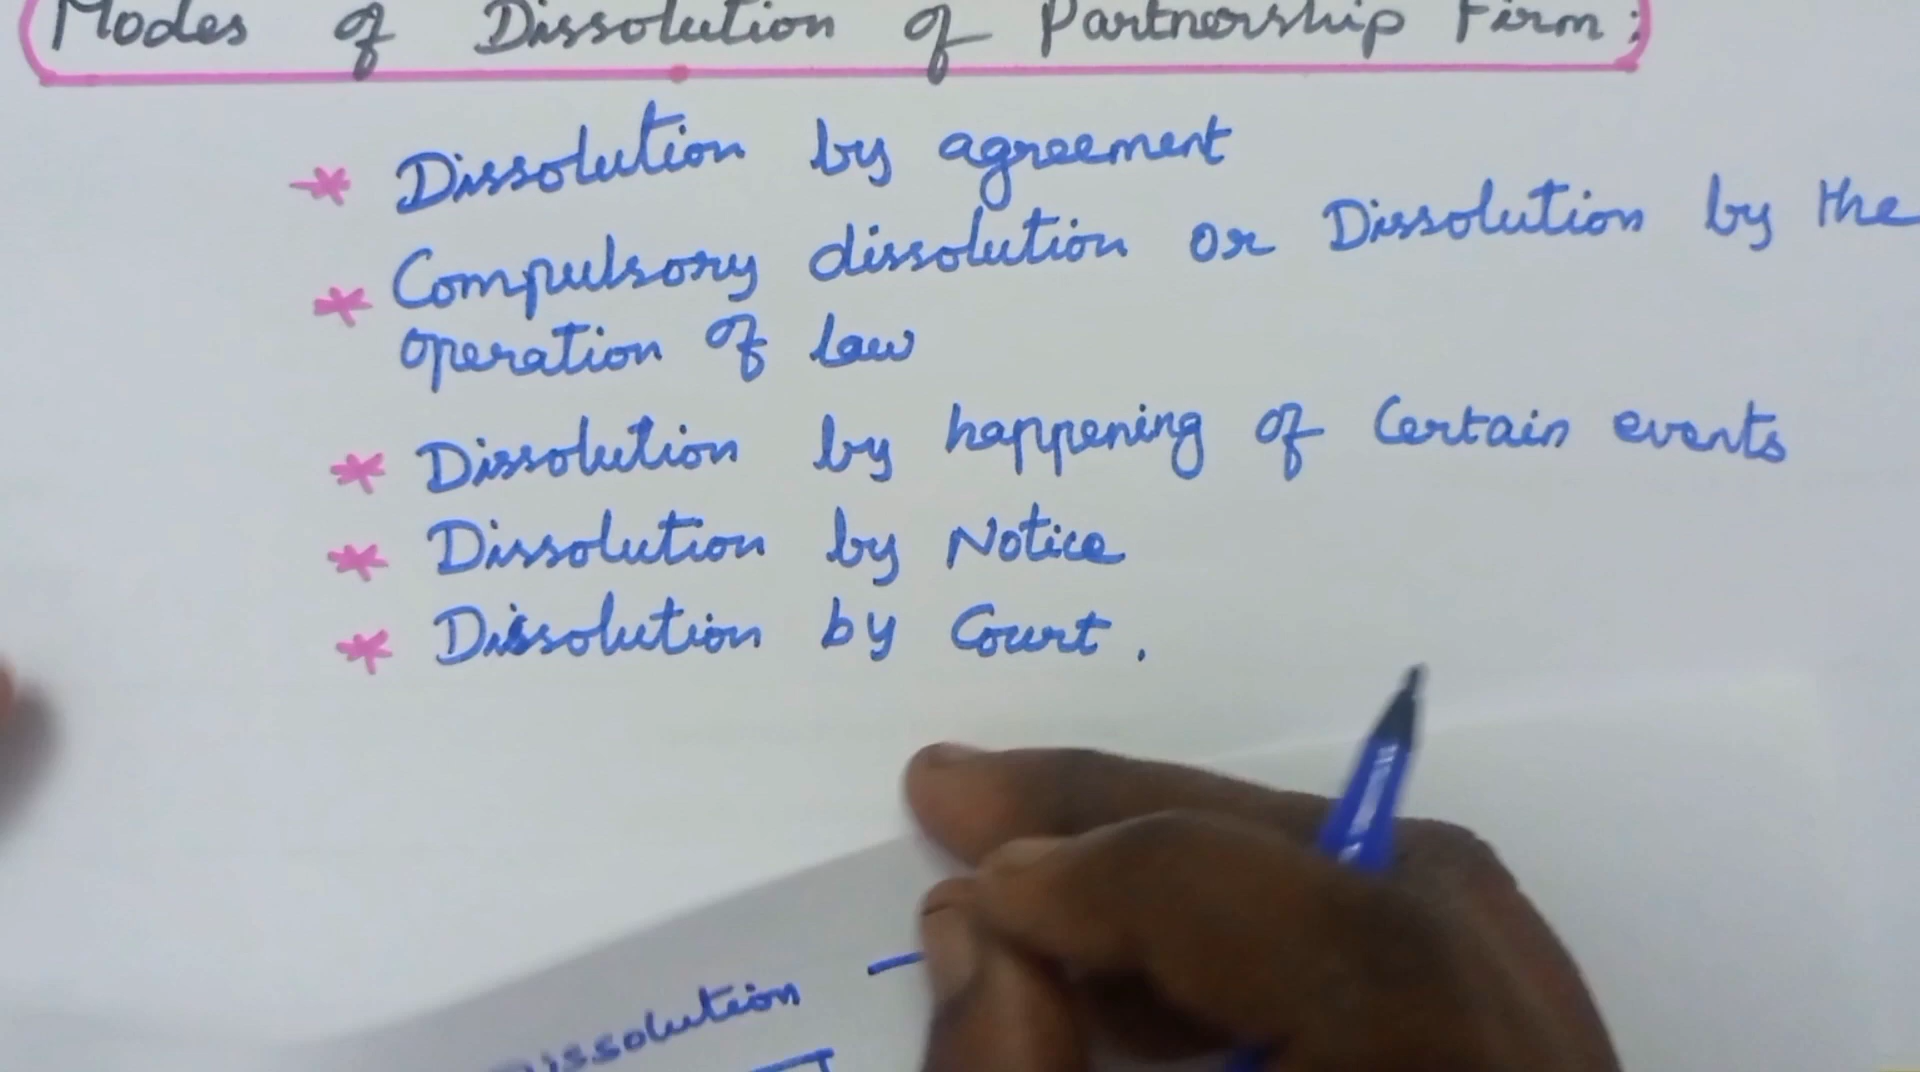 Modes of Dissolution of Partnership Firm :
* Dissolution by agreement
* Compulsory dissolution or Dissolution by the
operation of law
* Dissolution by happening of Certain events
* Dissolution by Notice
* Dissolution by Court.
Dissolution